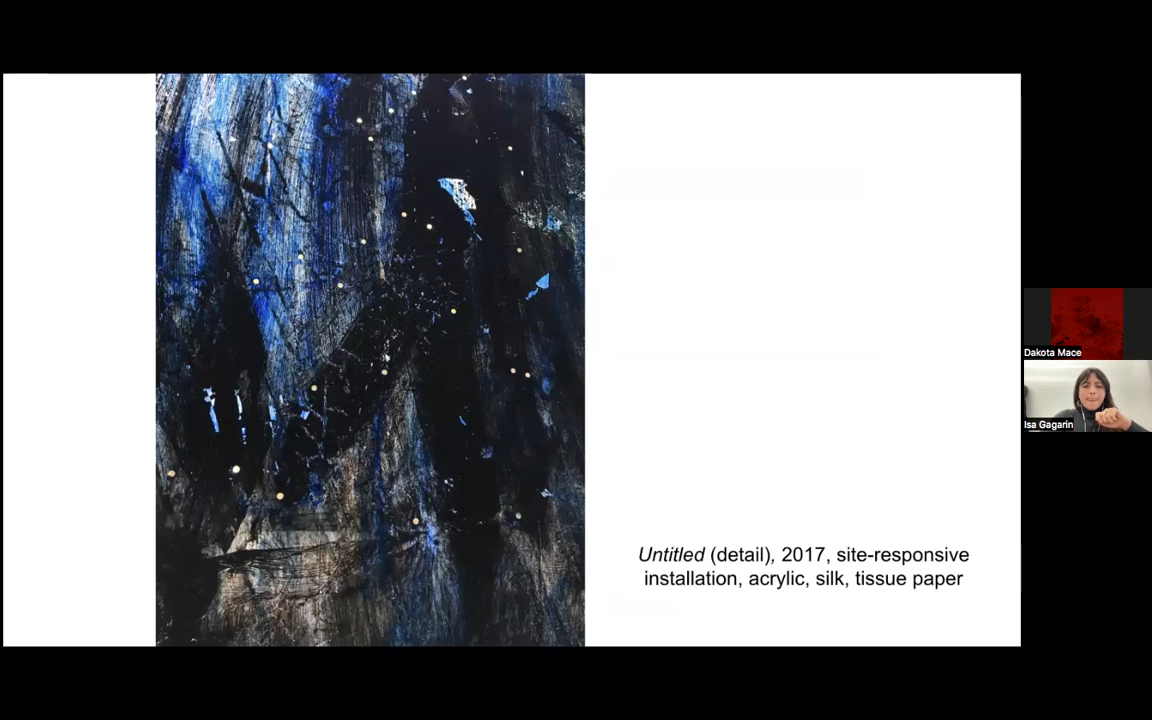 Untitled (detail), 2017, site-responsive
installation, acrylic, silk, tissue paper
Dakota Mace
Isa Gagarin